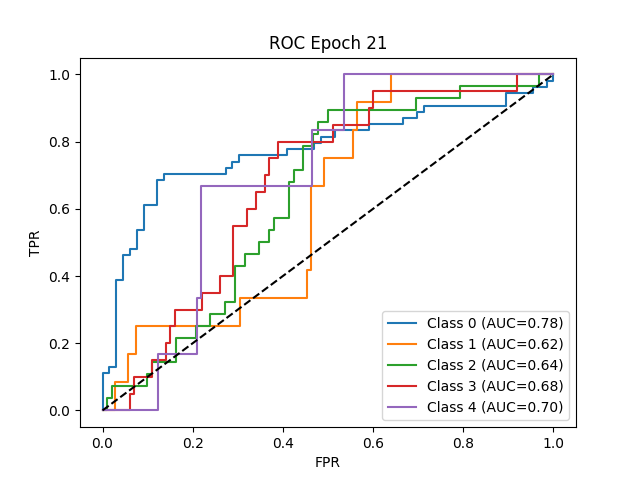 ROC Epoch 21
1.0
0.8
0.6
0.4
0.2
0.0
TPR
0.0 0.2 0.4 0.6 0.8 1.0
FPR
Class 0 (AUC=0.78)
Class 1 (AUC=0.62)
Class 2 (AUC=0.64)
Class 3 (AUC=0.68)
Class 4 (AUC=0.70)